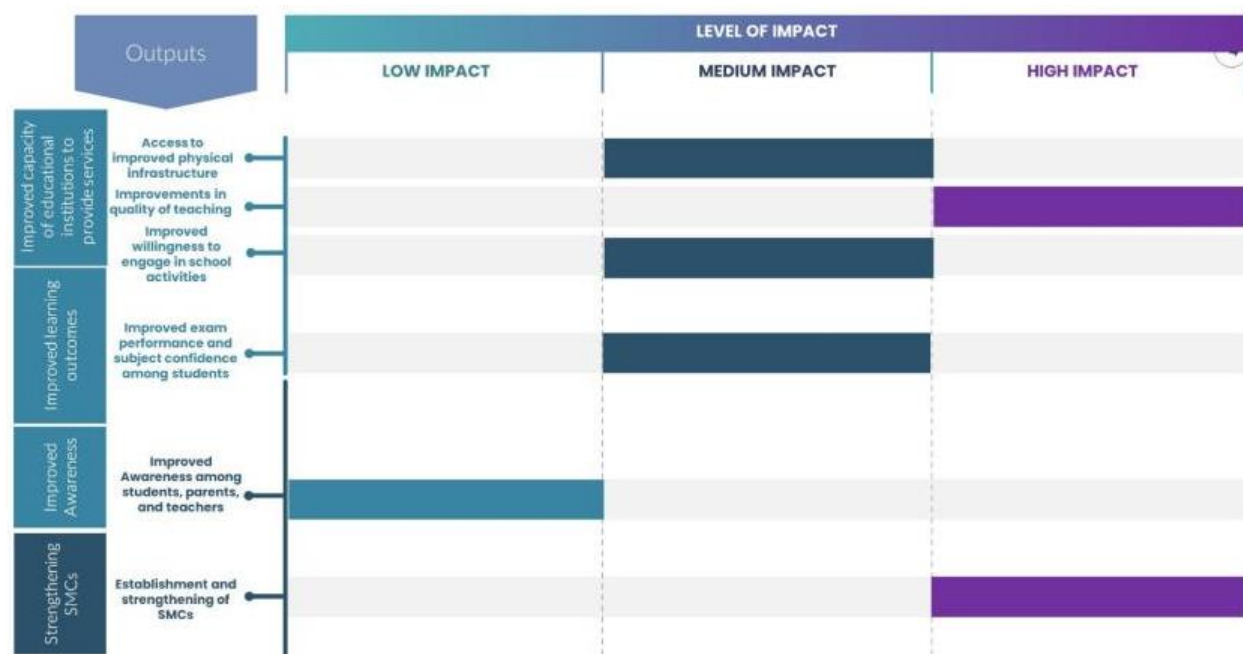 Outputs
LEVEL OF IMPACT
LOW IMPACT
MEDIUM IMPACT
HIGH IMPACT
Improved capacity
of educational
institutions to
provide services
Access to
improved physical
infrastructure
Improvements in
quality of teaching
Improved
willingness to
engage in school
activities
Improved learning
outcomes
Improved exam
performance and
subject confidence
among students
Improved
Awareness
Improved
Awareness among
students, parents,
and teachers
Strengthening
SMCs
Establishment and
strengthening of
SMCs